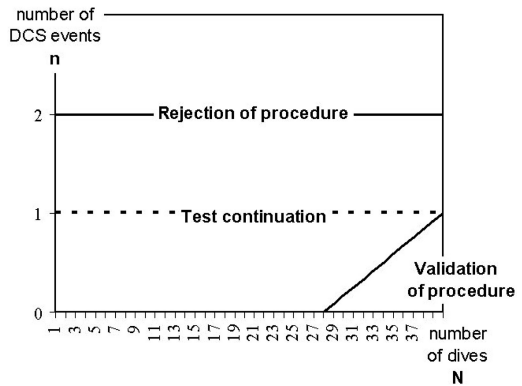 number of
DCS events
n
2
Rejection of procedure
1
Test continuation
Validation
of procedure
0
1 3 5 7 9 11 13 15 17 19 21 23 25 27 29 31 33 35 37
number
of dives
N